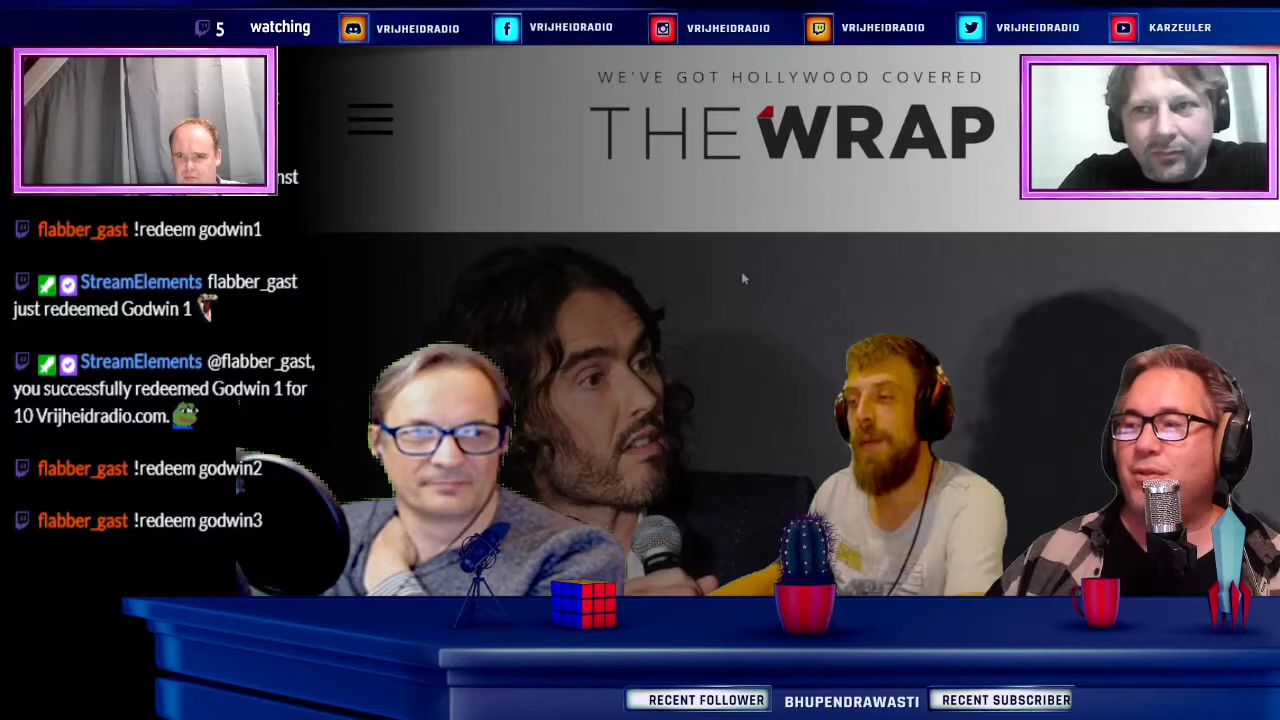 5 watching
VRIJHEIDRADIO
VRIJHEIDRADIO
VRIJHEIDRADIO
VRIJHEIDRADIO
VRIJHEIDRADIO
KARZEULER
WE'VE GOT HOLLYWOOD COVERED
THE WRAP
flabber_gast !redeem godwin1
StreamElements flabber_gast
just redeemed Godwin 1
StreamElements @flabber_gast,
you successfully redeemed Godwin 1 for
10 Vrijheidradio.com.
flabber_gast !redeem godwin2
flabber_gast !redeem godwin3
RECENT FOLLOWER BHUPENDRAWASTI RECENT SUBSCRIBER